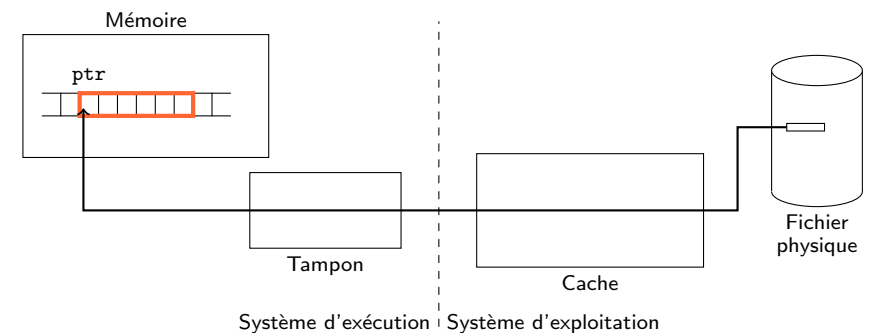 Mémoire
ptr
Fichier
physique
Tampon
Cache
Système d'exécution
Système d'exploitation